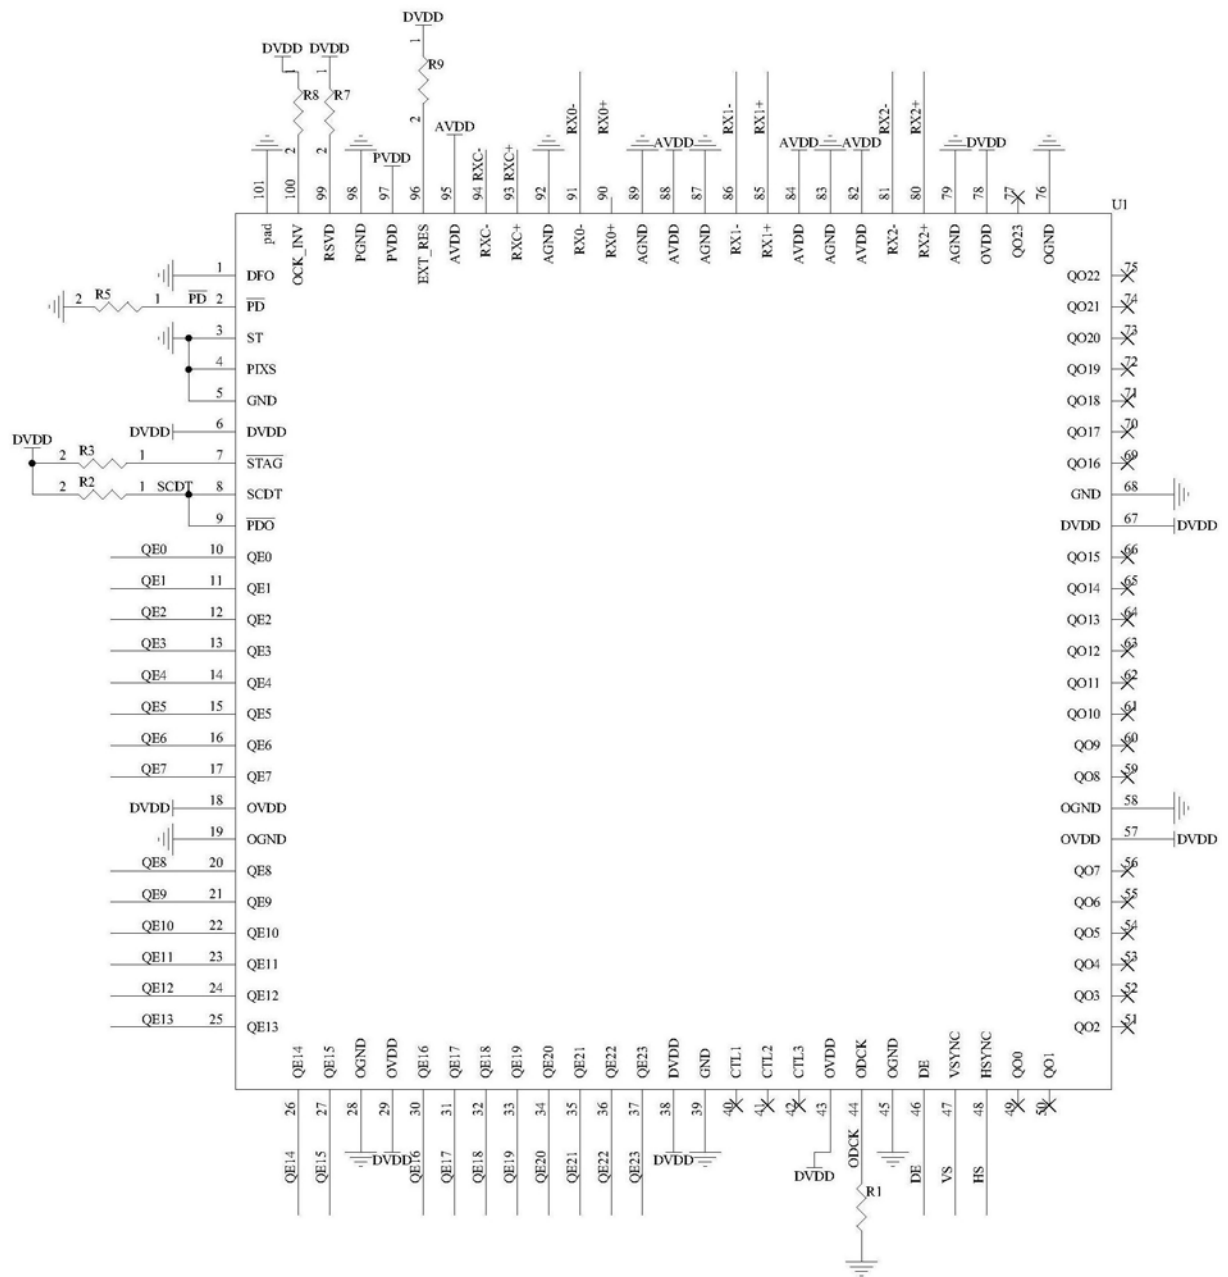 DVDD
DVDD DVDD
1 1 1 R9
R8 R7
2 2 2
AVDD PVDD RXC- RXC+ RX0- RX0+ AVDD RX1- RX1+ AVDD AVDD RX2- RX2+ DVDD
101 100 99 98 97 96 95 94 93 92 91 90 89 88 87 86 85 84 83 82 81 80 79 78 77 76
U1
pad OCK_INV RSVD PGND PVDD EXT_RES AVDD RXC- RXC+ AGND RX0- RX0+ AGND AVDD AGND RX1- RX1+ AVDD AGND AVDD RX2- RX2+ AGND OVDD QO23 OGND
1 DFO QO22 75
2 R5 1 PD 2 PD QO21 74
3 ST QO20 73
4 PIXS QO19 72
5 GND QO18 71
DVDD 6 DVDD QO17 70
DVDD 2 R3 1 7 STAG QO16 69
2 R2 1 SCDT 8 SCDT GND 68
9 PDO DVDD 67 DVDD
QE0 10 QE0 QO15 66
QE1 11 QE1 QO14 65
QE2 12 QE2 QO13 64
QE3 13 QE3 QO12 63
QE4 14 QE4 QO11 62
QE5 15 QE5 QO10 61
QE6 16 QE6 QO9 60
QE7 17 QE7 QO8 59
DVDD 18 OVDD OGND 58
19 OGND OVDD 57 DVDD
QE8 20 QE8 QO7 56
QE9 21 QE9 QO6 55
QE10 22 QE10 QO5 54
QE11 23 QE11 QO4 53
QE12 24 QE12 QO3 52
QE13 25 QE13 QO2 51
QE14 QE15 OGND OVDD QE16 QE17 QE18 QE19 QE20 QE21 QE22 QE23 DVDD GND CTL1 CTL2 CTL3 OVDD ODCK OGND DE VSYNC HSYNC QO0 QO1
26 27 28 29 30 31 32 33 34 35 36 37 38 39 40 41 42 43 44 45 46 47 48 49 50
QE14 QE15 DVDD QE16 QE17 QE18 QE19 QE20 QE21 QE22 QE23 DVDD DVDD ODCK DE VS HS
R1